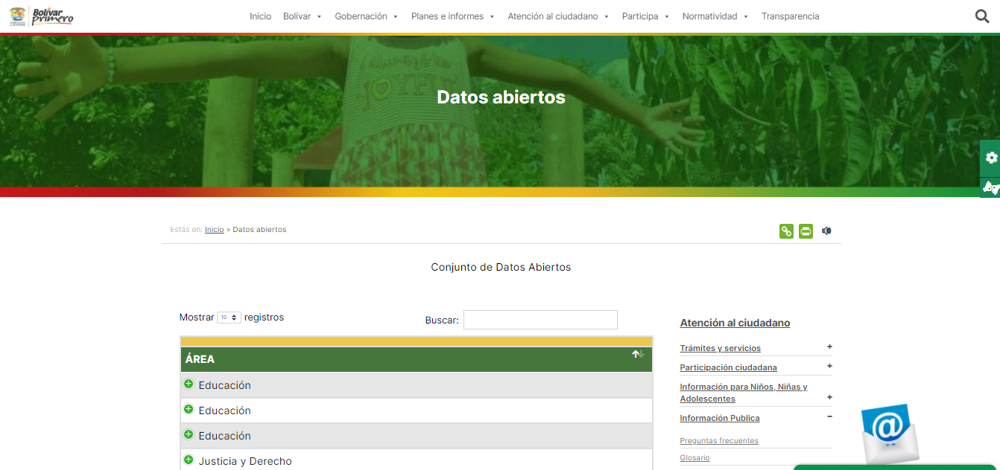 Bolívar primero
Inicio Bolívar Gobernación Planes e informes Atención al ciudadano Participa Normatividad Transparencia
JOYFUL
Datos abiertos
Estás en: Inicio » Datos abiertos
Conjunto de Datos Abiertos
Mostrar 10 registros
Buscar:
ÁREA
Educación
Educación
Educación
Justicia y Derecho
Atención al ciudadano
Trámites y servicios +
Participación ciudadana +
Información para Niños, Niñas y
Adolescentes +
Información Publica −
Preguntas frecuentes
Glosario
@